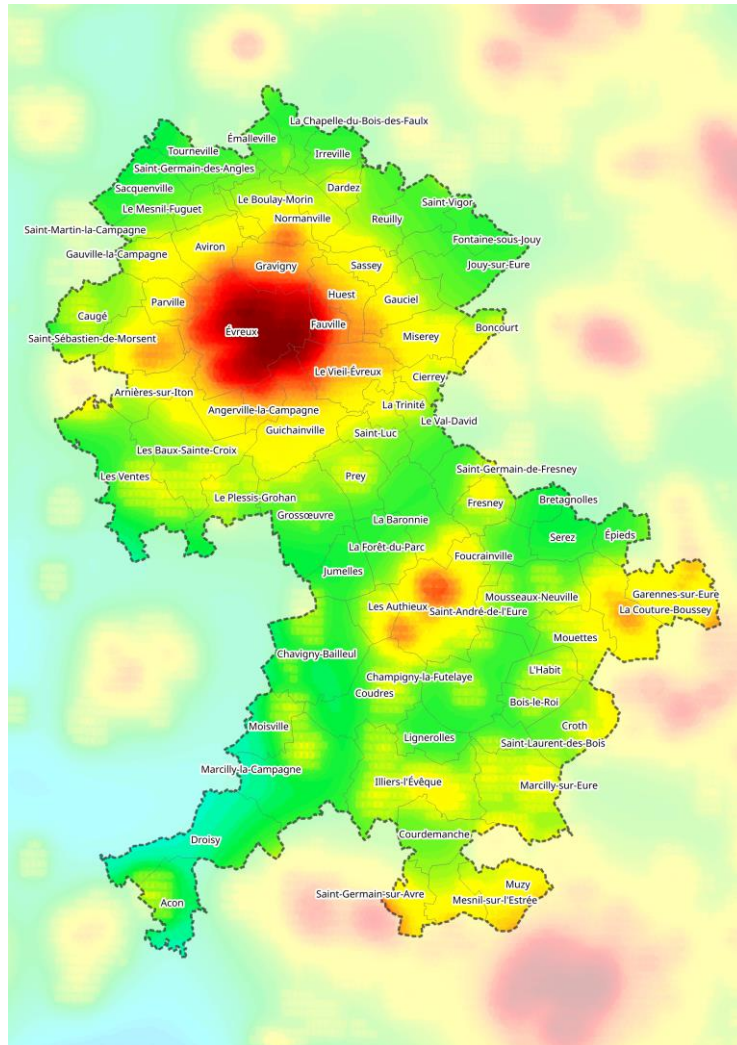 La Chapelle-du-Bois-des-Faulx
Émalleville
Tourneville
Irreville
Saint-Germain-des-Angles
Sacquenville
Dardez
Le Boulay-Morin
Saint-Vigor
Le Mesnil-Fuguet
Normanville
Reuilly
Saint-Martin-la-Campagne
Fontaine-sous-Jouy
Aviron
Gauville-la-Campagne
Gravigny
Sassey
Jouy-sur-Eure
Huest
Gauciel
Parville
Caugé
Fauville
Boncourt
Évreux
Saint-Sébastien-de-Morsent
Miserey
Le Vieil-Évreux
Cierrey
Arnières-sur-Iton
La Trinité
Angerville-la-Campagne
Le Val-David
Guichainville
Saint-Luc
Les Baux-Sainte-Croix
Saint-Germain-de-Fresney
Les Ventes
Prey
Le Plessis-Grohan
Bretagnolles
Fresney
Grossœuvre
La Baronnie
Serez
Épieds
La Forêt-du-Parc
Foucrainville
Jumelles
Garennes-sur-Eure
Mousseaux-Neuville
Les Authieux
Saint-André-de-l'Eure
La Couture-Boussey
Mouettes
Chavigny-Bailleul
L'Habit
Champigny-la-Futelaye
Coudres
Bois-le-Roi
Moisville
Croth
Lignerolles
Saint-Laurent-des-Bois
Marcilly-la-Campagne
Illiers-l'Évêque
Marcilly-sur-Eure
Courdemanche
Droisy
Muzy
Saint-Germain-sur-Avre
Mesnil-sur-l'Estrée
Acon